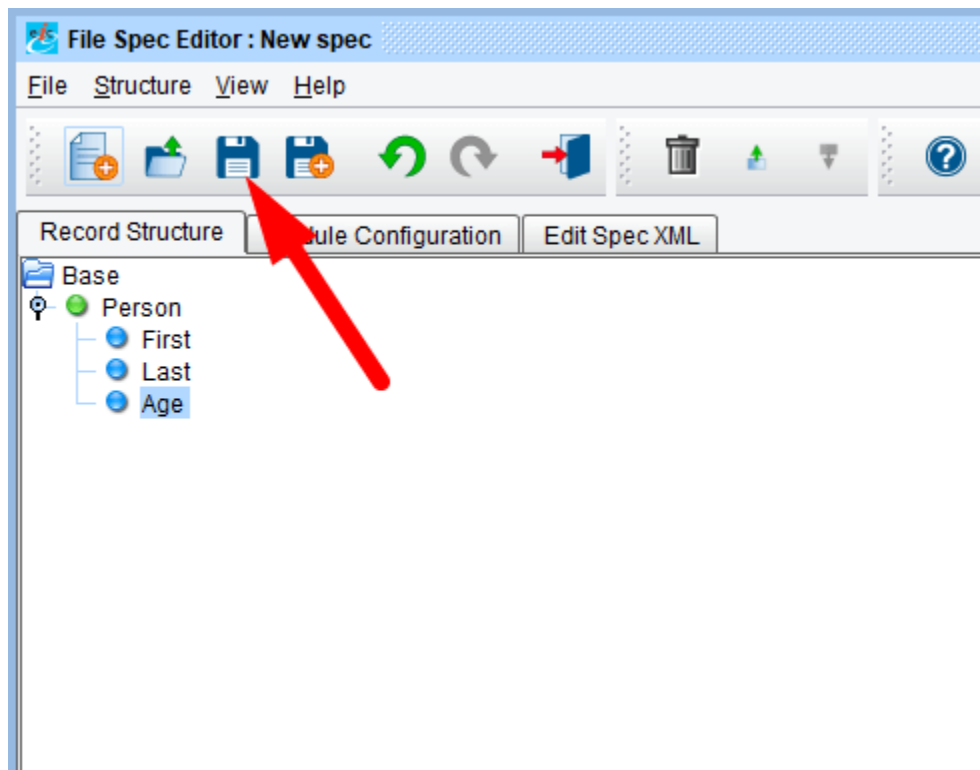 File Spec Editor : New spec
File Structure View Help
Record Structure Configuration Edit Spec XML
Base
Person
First
Last
Age